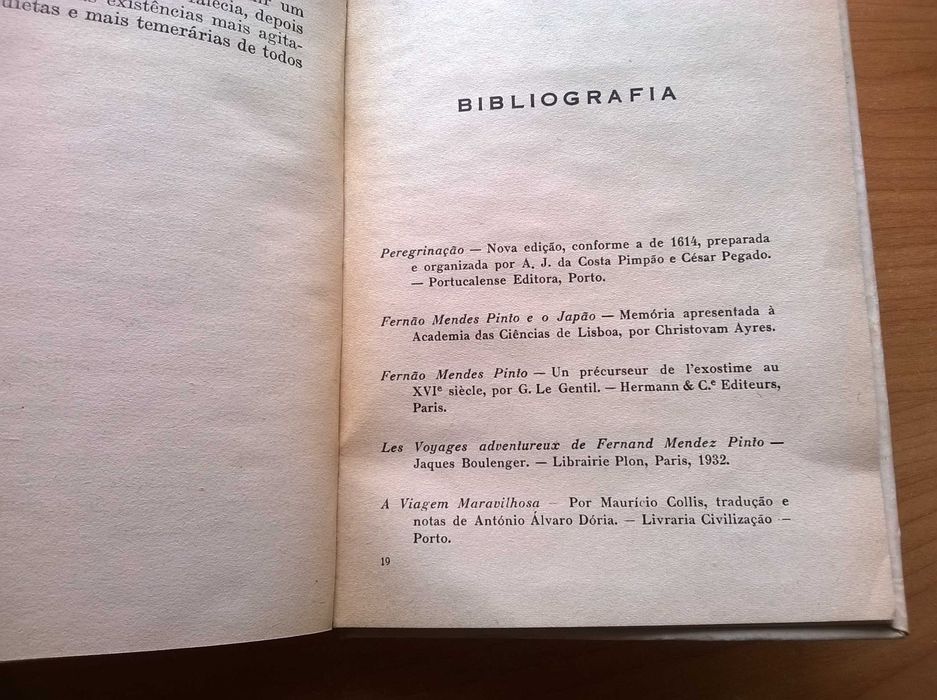 um
depois
existências mais agita-
e mais temerárias de todos
BIBLIOGRAFIA
Peregrinação — Nova edição, conforme a de 1614, preparada
e organizada por A. J. da Costa Pimpão e César Pegado.
— Portucalense Editora, Porto.
Fernão Mendes Pinto e o Japão — Memória apresentada à
Academia das Ciências de Lisboa, por Christovam Ayres.
Fernão Mendes Pinto — Un précurseur de l'exostime au
XVIe siècle, por G. Le Gentil. — Hermann & C.e Editeurs,
Paris.
Les Voyages adventureux de Fernand Mendez Pinto —
Jaques Boulenger. — Librairie Plon, Paris, 1932.
A Viagem Maravilhosa — Por Maurício Collis, tradução e
notas de António Álvaro Dória. — Livraria Civilização —
Porto.
19